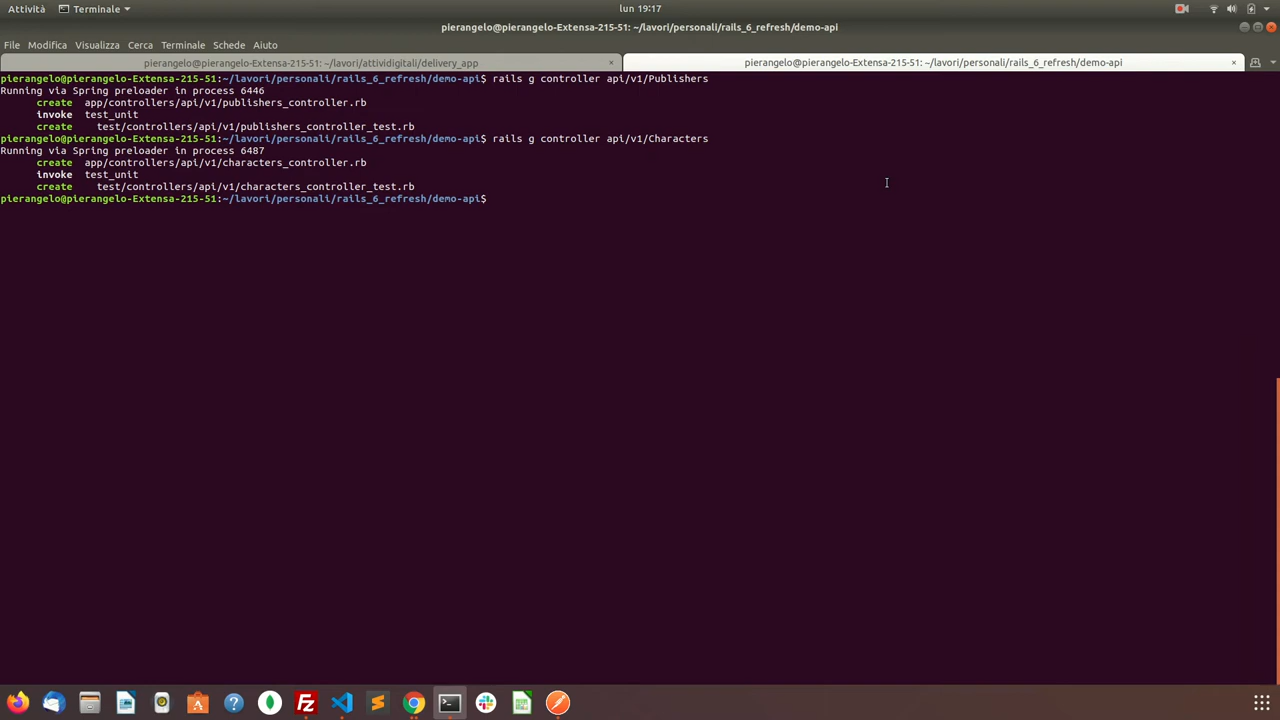 Attività Terminale lun 19:17
pierangelo@pierangelo-Extensa-215-51: ~/lavori/personali/rails_6_refresh/demo-api
File Modifica Visualizza Cerca Terminale Schede Aiuto
pierangelo@pierangelo-Extensa-215-51: ~/lavori/attividigitali/delivery_app × pierangelo@pierangelo-Extensa-215-51: ~/lavori/personali/rails_6_refresh/demo-api ×
pierangelo@pierangelo-Extensa-215-51:~/lavori/personali/rails_6_refresh/demo-api$ rails g controller api/v1/Publishers
Running via Spring preloader in process 6446
create app/controllers/api/v1/publishers_controller.rb
invoke test_unit
create test/controllers/api/v1/publishers_controller_test.rb
pierangelo@pierangelo-Extensa-215-51:~/lavori/personali/rails_6_refresh/demo-api$ rails g controller api/v1/Characters
Running via Spring preloader in process 6487
create app/controllers/api/v1/characters_controller.rb
invoke test_unit
create test/controllers/api/v1/characters_controller_test.rb
pierangelo@pierangelo-Extensa-215-51:~/lavori/personali/rails_6_refresh/demo-api$